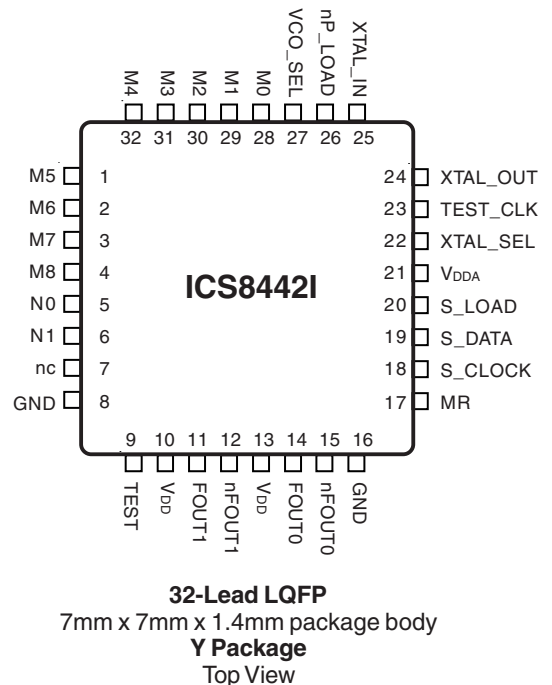 VCO_SEL
nP_LOAD
XTAL_IN
M4
M3
M2
M1
M0
32
31
30
29
28
27
26
25
M5
1
M6
2
M7
3
M8
4
N0
5
N1
6
nc
7
GND
8
ICS8442I
24
XTAL_OUT
23
TEST_CLK
22
XTAL_SEL
21
VDDA
20
S_LOAD
19
S_DATA
18
S_CLOCK
17
MR
9
10
11
12
13
14
15
16
TEST
VDD
FOUT1
nFOUT1
VDD
FOUT0
nFOUT0
GND
32-Lead LQFP
7mm x 7mm x 1.4mm package body
Y Package
Top View